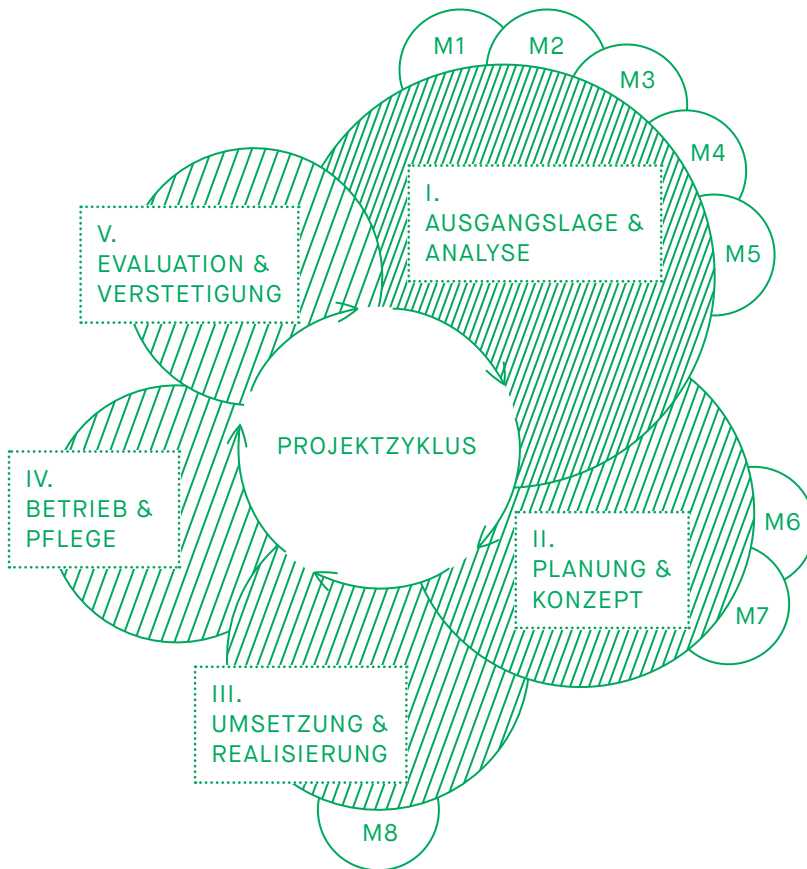 M1
M2
M3
M4
M5
I.
AUSGANGSLAGE &
ANALYSE
V.
EVALUATION &
VERSTETIGUNG
PROJEKTZYKLUS
IV.
BETRIEB &
PFLEGE
II.
PLANUNG &
KONZEPT
M6
M7
III.
UMSETZUNG &
REALISIERUNG
M8